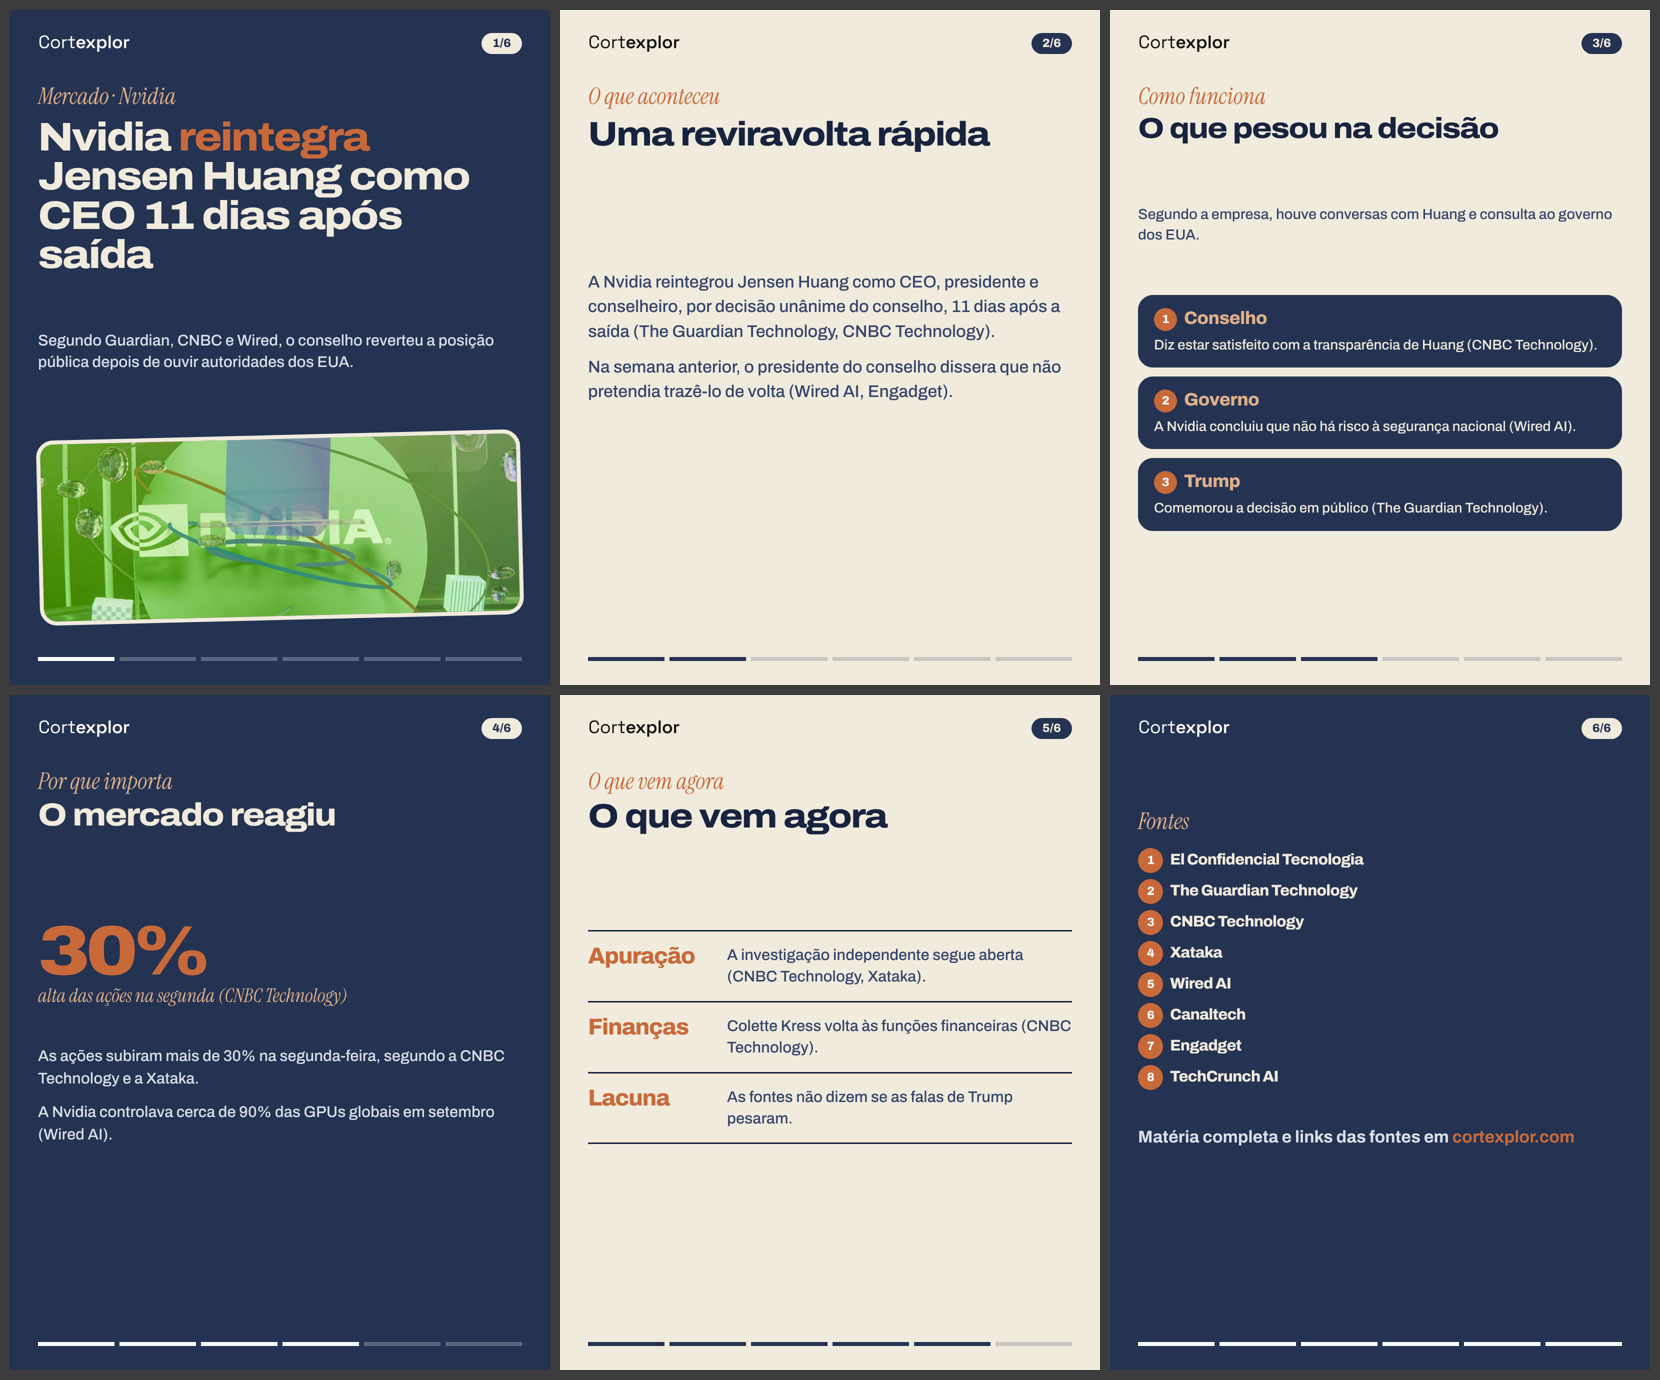 Cortexplor
1/6
Mercado · Nvidia
Nvidia reintegra
Jensen Huang como
CEO 11 dias após
saída
Segundo Guardian, CNBC e Wired, o conselho reverteu a posição
pública depois de ouvir autoridades dos EUA.
NVIDIA
Cortexplor
2/6
O que aconteceu
Uma reviravolta rápida
A Nvidia reintegrou Jensen Huang como CEO, presidente e
conselheiro, por decisão unânime do conselho, 11 dias após a
saída (The Guardian Technology, CNBC Technology).
Na semana anterior, o presidente do conselho dissera que não
pretendia trazê-lo de volta (Wired AI, Engadget).
Cortexplor
3/6
Como funciona
O que pesou na decisão
Segundo a empresa, houve conversas com Huang e consulta ao governo
dos EUA.
1 Conselho
Diz estar satisfeito com a transparência de Huang (CNBC Technology).
2 Governo
A Nvidia concluiu que não há risco à segurança nacional (Wired AI).
3 Trump
Comemorou a decisão em público (The Guardian Technology).
Cortexplor
4/6
Por que importa
O mercado reagiu
30%
alta das ações na segunda (CNBC Technology)
As ações subiram mais de 30% na segunda-feira, segundo a CNBC
Technology e a Xataka.
A Nvidia controlava cerca de 90% das GPUs globais em setembro
(Wired AI).
Cortexplor
5/6
O que vem agora
O que vem agora
Apuração
A investigação independente segue aberta
(CNBC Technology, Xataka).
Finanças
Colette Kress volta às funções financeiras (CNBC
Technology).
Lacuna
As fontes não dizem se as falas de Trump
pesaram.
Cortexplor
6/6
Fontes
1 El Confidencial Tecnologia
2 The Guardian Technology
3 CNBC Technology
4 Xataka
5 Wired AI
6 Canaltech
7 Engadget
8 TechCrunch AI
Matéria completa e links das fontes em cortexplor.com